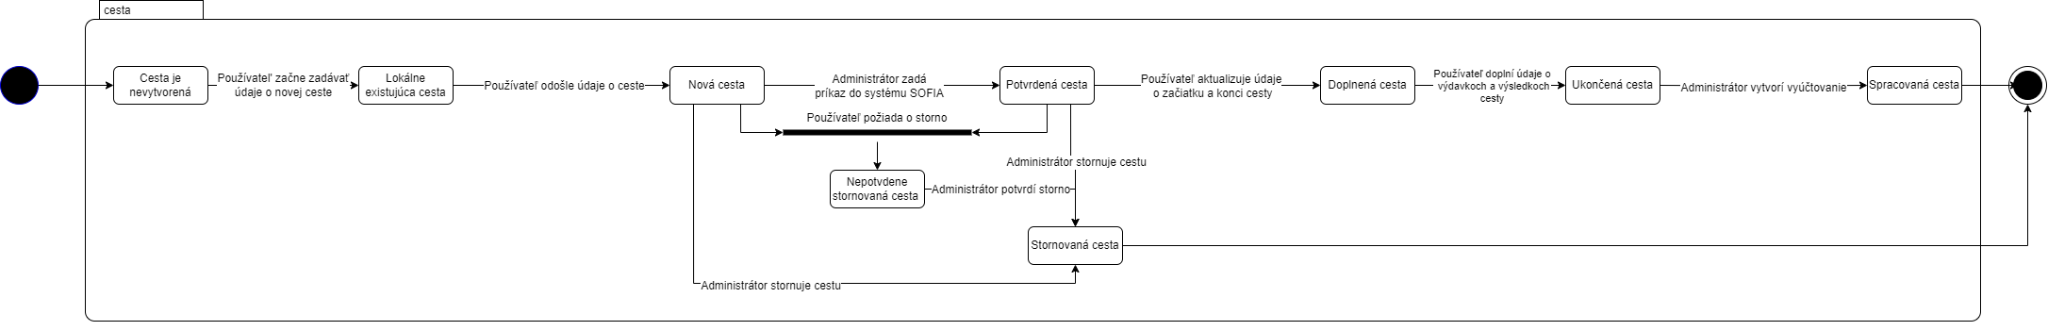 cesta
Cesta je
nevytvorená
Používateľ začne zadávať
údaje o novej ceste
Lokálne
existujúca cesta
Používateľ odošle údaje o ceste
Nová cesta
Administrátor zadá
príkaz do systému SOFIA
Potvrdená cesta
Používateľ aktualizuje údaje
o začiatku a konci cesty
Doplnená cesta
Používateľ doplní údaje o
výdavkoch a výsledkoch
cesty
Ukončená cesta
Administrátor vytvorí vyúčtovanie
Spracovaná cesta
Používateľ požiada o storno
Administrátor stornuje cestu
Nepotvdene
stornovaná cesta
Administrátor potvrdí storno
Stornovaná cesta
Administrátor stornuje cestu